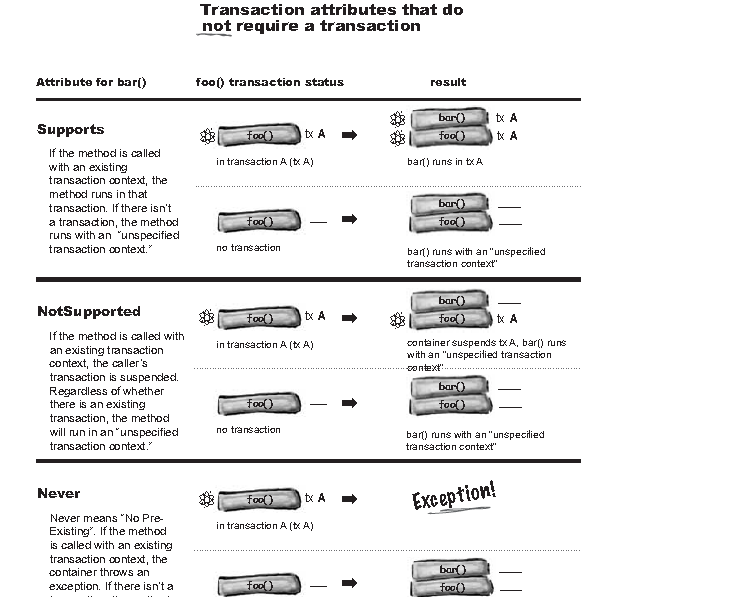 Transaction attributes that do
not require a transaction
Attribute for bar() foo() transaction status result
Supports
If the method is called
with an existing
transaction context, the
method runs in that
transaction. If there isn't
a transaction, the method
runs with an "unspecified
transaction context."
foo() tx A
in transaction A (tx A)
bar() tx A
foo() tx A
bar() runs in tx A
foo()
no transaction
bar()
foo()
bar() runs with an "unspecified
transaction context"
NotSupported
If the method is called with
an existing transaction
context, the caller's
transaction is suspended.
Regardless of whether
there is an existing
transaction, the method
will run in an "unspecified
transaction context."
foo() tx A
in transaction A (tx A)
bar()
foo() tx A
container suspends tx A, bar() runs
with an "unspecified transaction
context"
foo()
no transaction
bar()
foo()
bar() runs with an "unspecified
transaction context"
Never
Never means "No Pre-
Existing". If the method
is called with an existing
transaction context, the
container throws an
exception. If there isn't a
foo() tx A
in transaction A (tx A)
Exception!
foo()
bar()
foo()